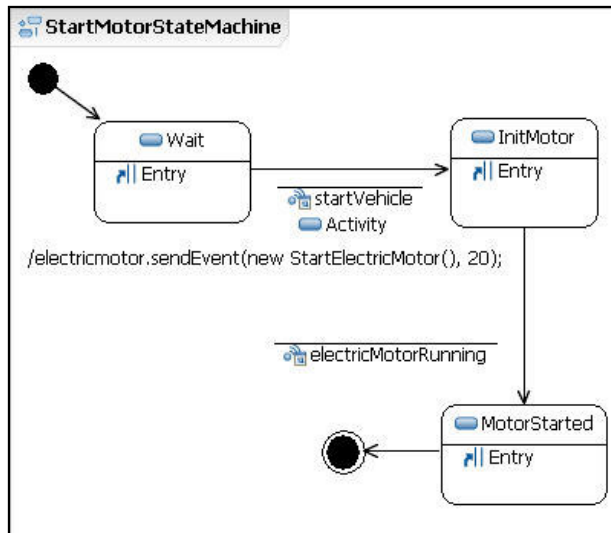 StartMotorStateMachine
Wait
Entry
InitMotor
Entry
startVehicle
Activity
/electricmotor.sendEvent(new StartElectricMotor(), 20);
electricMotorRunning
MotorStarted
Entry